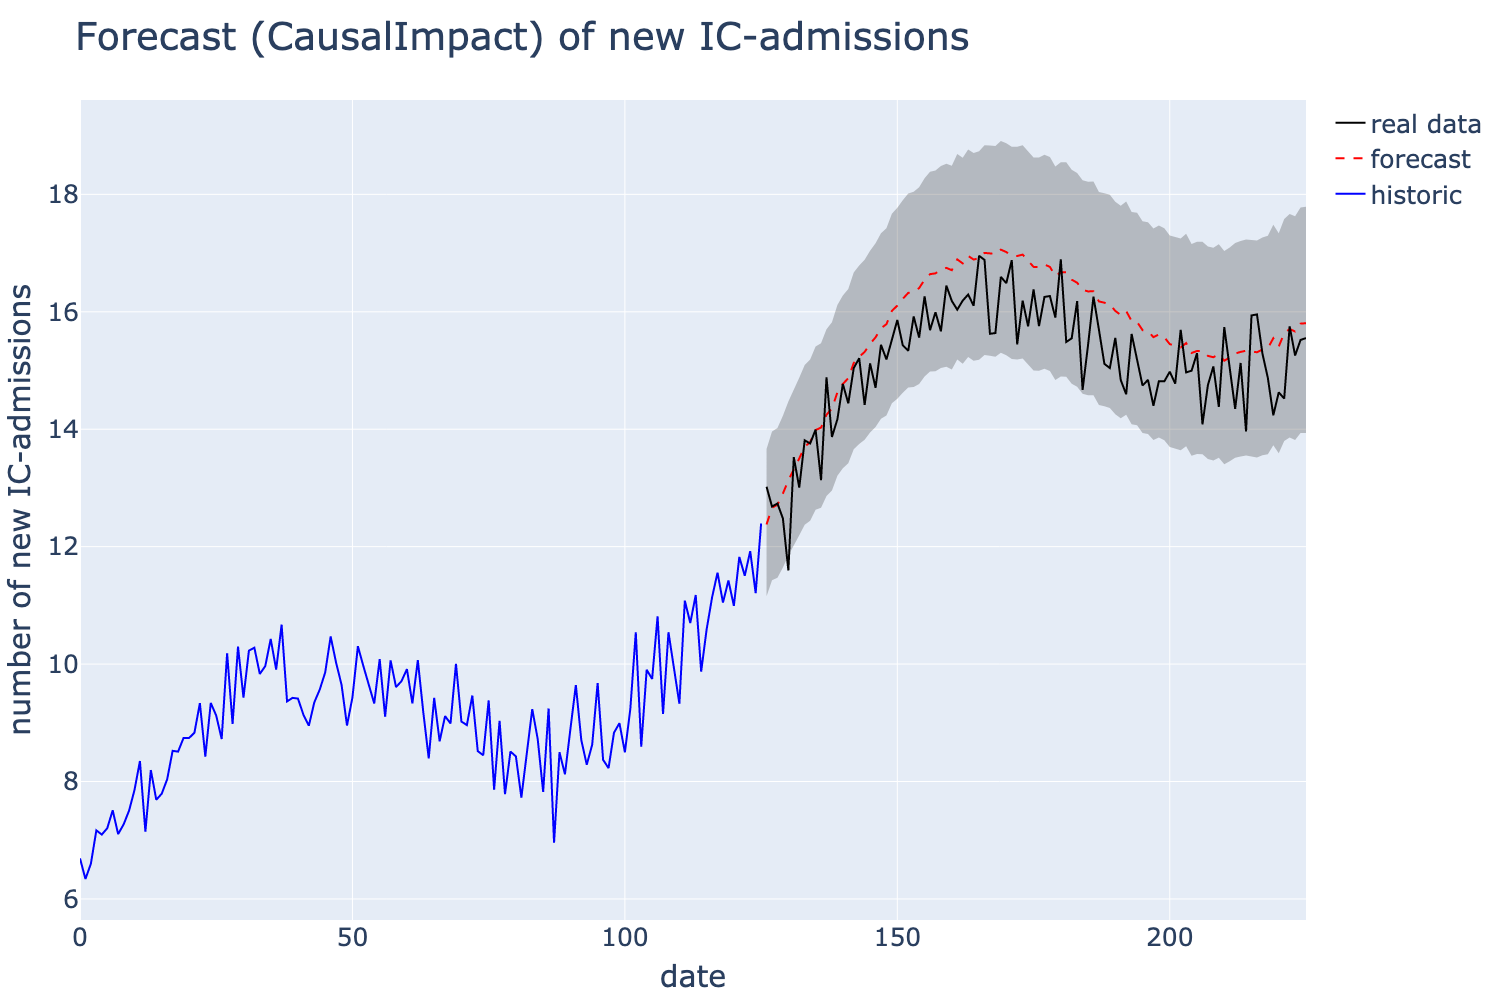 Forecast (CausalImpact) of new IC-admissions
real data
forecast
historic
number of new IC-admissions
18
16
14
12
10
8
6
0 50 100 150 200
date